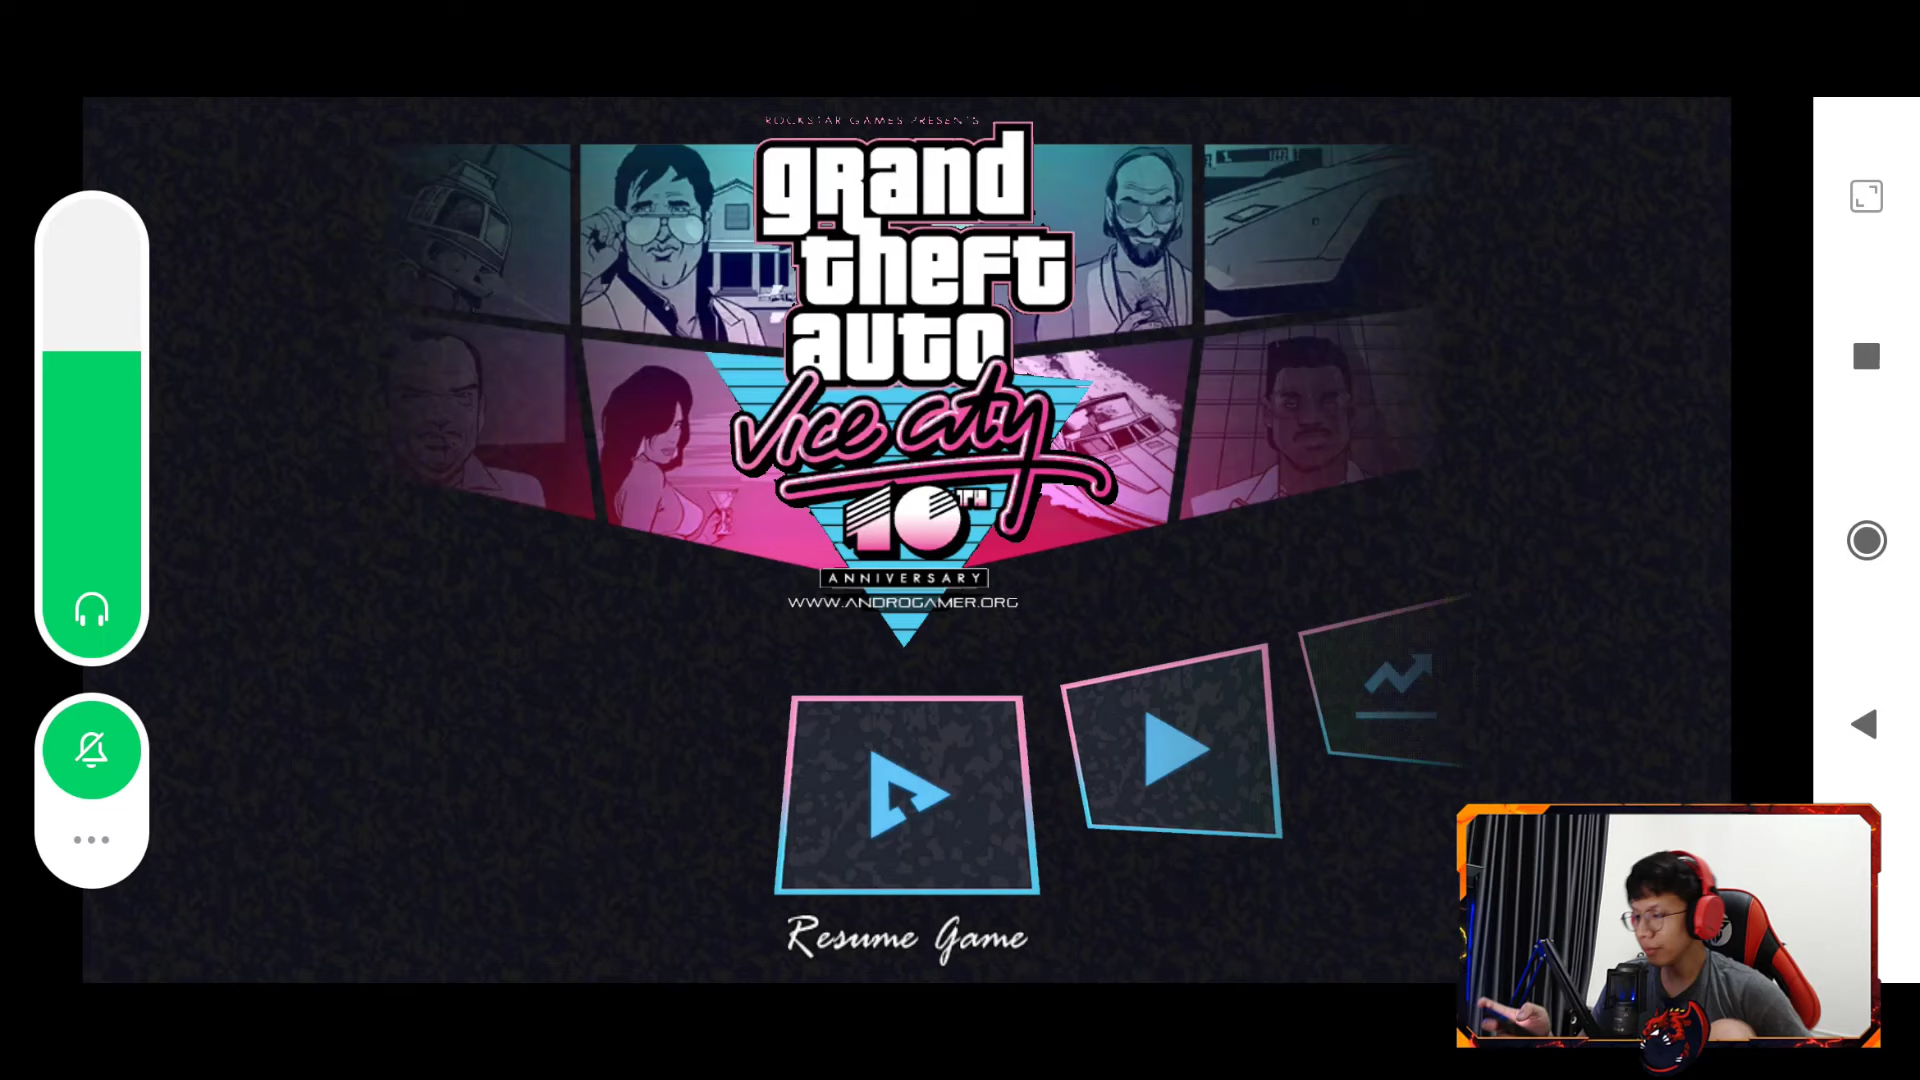 ROCKSTAR GAMES PRESENTS
grand
theft
auto
Vice City
10TH
ANNIVERSARY
WWW.ANDROGAMER.ORG
Resume Game